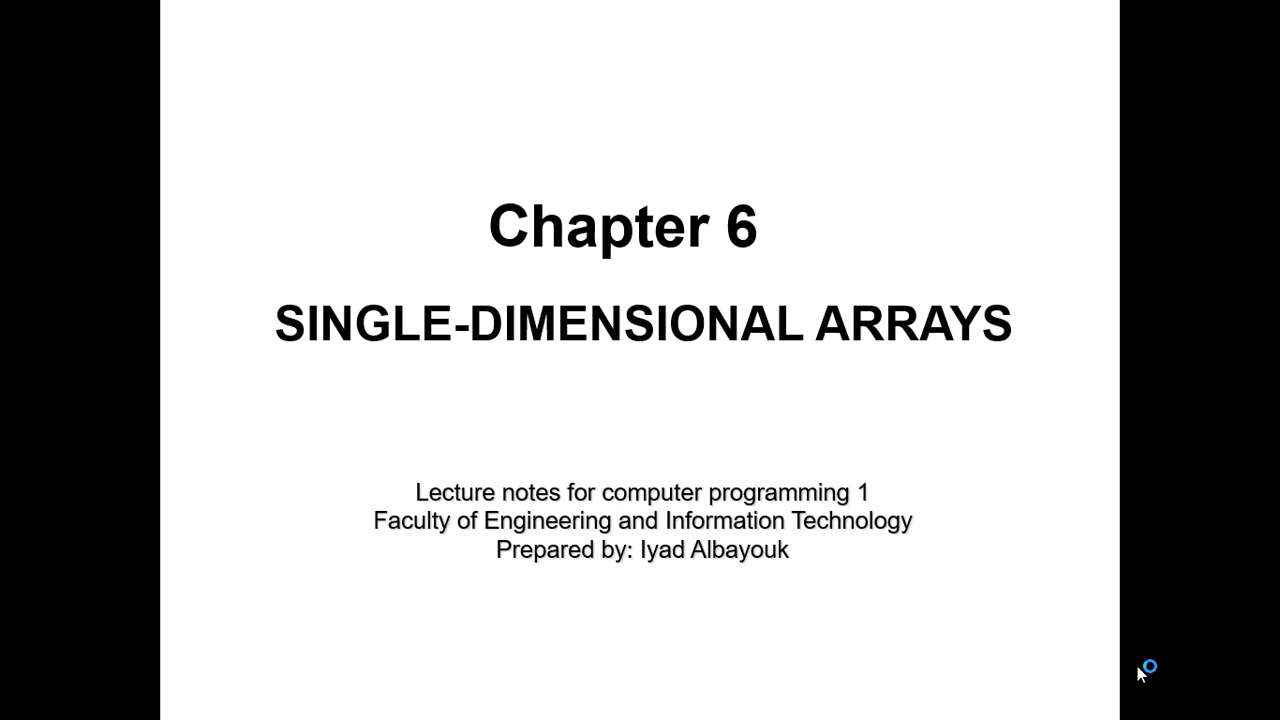 Chapter 6
SINGLE-DIMENSIONAL ARRAYS
Lecture notes for computer programming 1
Faculty of Engineering and Information Technology
Prepared by: Iyad Albayouk